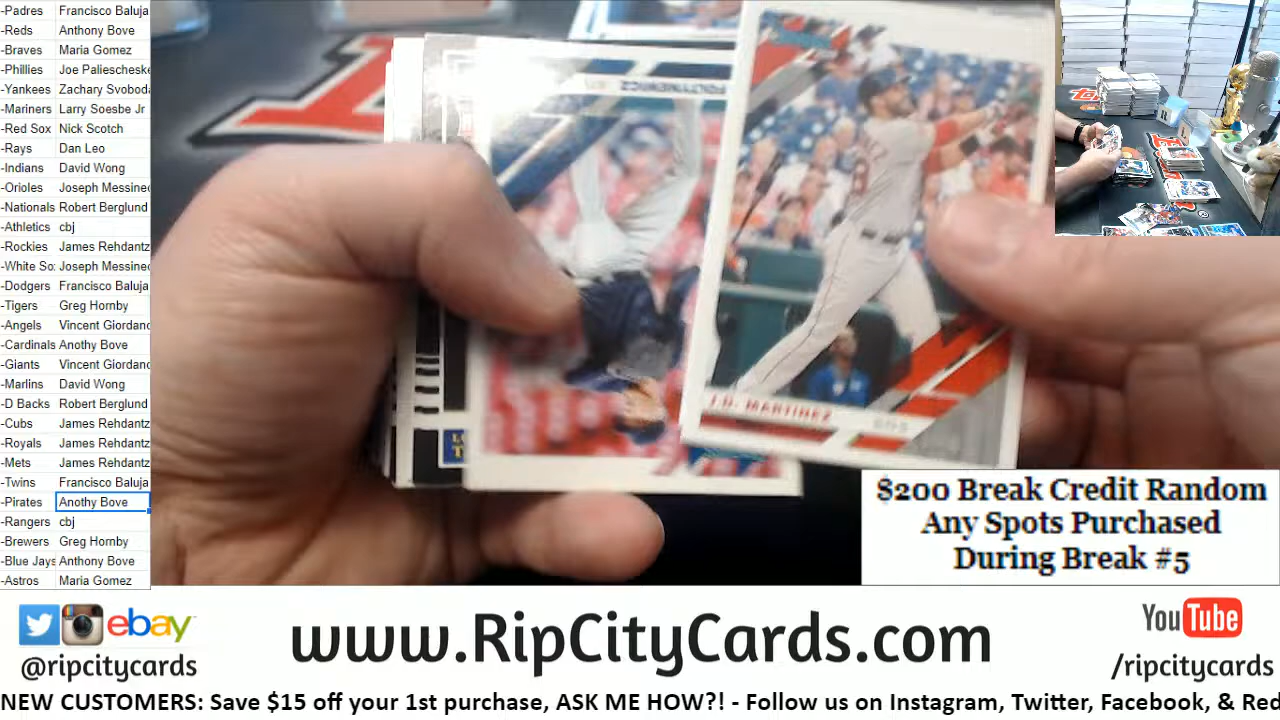 -Padres Francisco Baluja
-Reds Anthony Bove
-Braves Maria Gomez
-Phillies Joe Paliescheske
-Yankees Zachary Svoboda
-Mariners Larry Soesbe Jr
-Red Sox Nick Scotch
-Rays Dan Leo
-Indians David Wong
-Orioles Joseph Messined
-Nationals Robert Berglund
-Athletics cbj
-Rockies James Rehdantz
-White So: Joseph Messined
-Dodgers Francisco Baluja
-Tigers Greg Hornby
-Angels Vincent Giordano
-Cardinals Anothy Bove
-Giants Vincent Giordano
-Marlins David Wong
-D Backs Robert Berglund
-Cubs James Rehdantz
-Royals James Rehdantz
-Mets James Rehdantz
-Twins Francisco Baluja
-Pirates Anothy Bove
-Rangers cbj
-Brewers Greg Hornby
-Blue Jays Anthony Bove
-Astros Maria Gomez
FOLTYNEWICZ
J.D. MARTINEZ
$200 Break Credit Random
Any Spots Purchased
During Break #5
ebay
@ripcitycards
www.RipCityCards.com
YouTube
/ripcitycards
NEW CUSTOMERS: Save $15 off your 1st purchase, ASK ME HOW?! - Follow us on Instagram, Twitter, Facebook, & Red